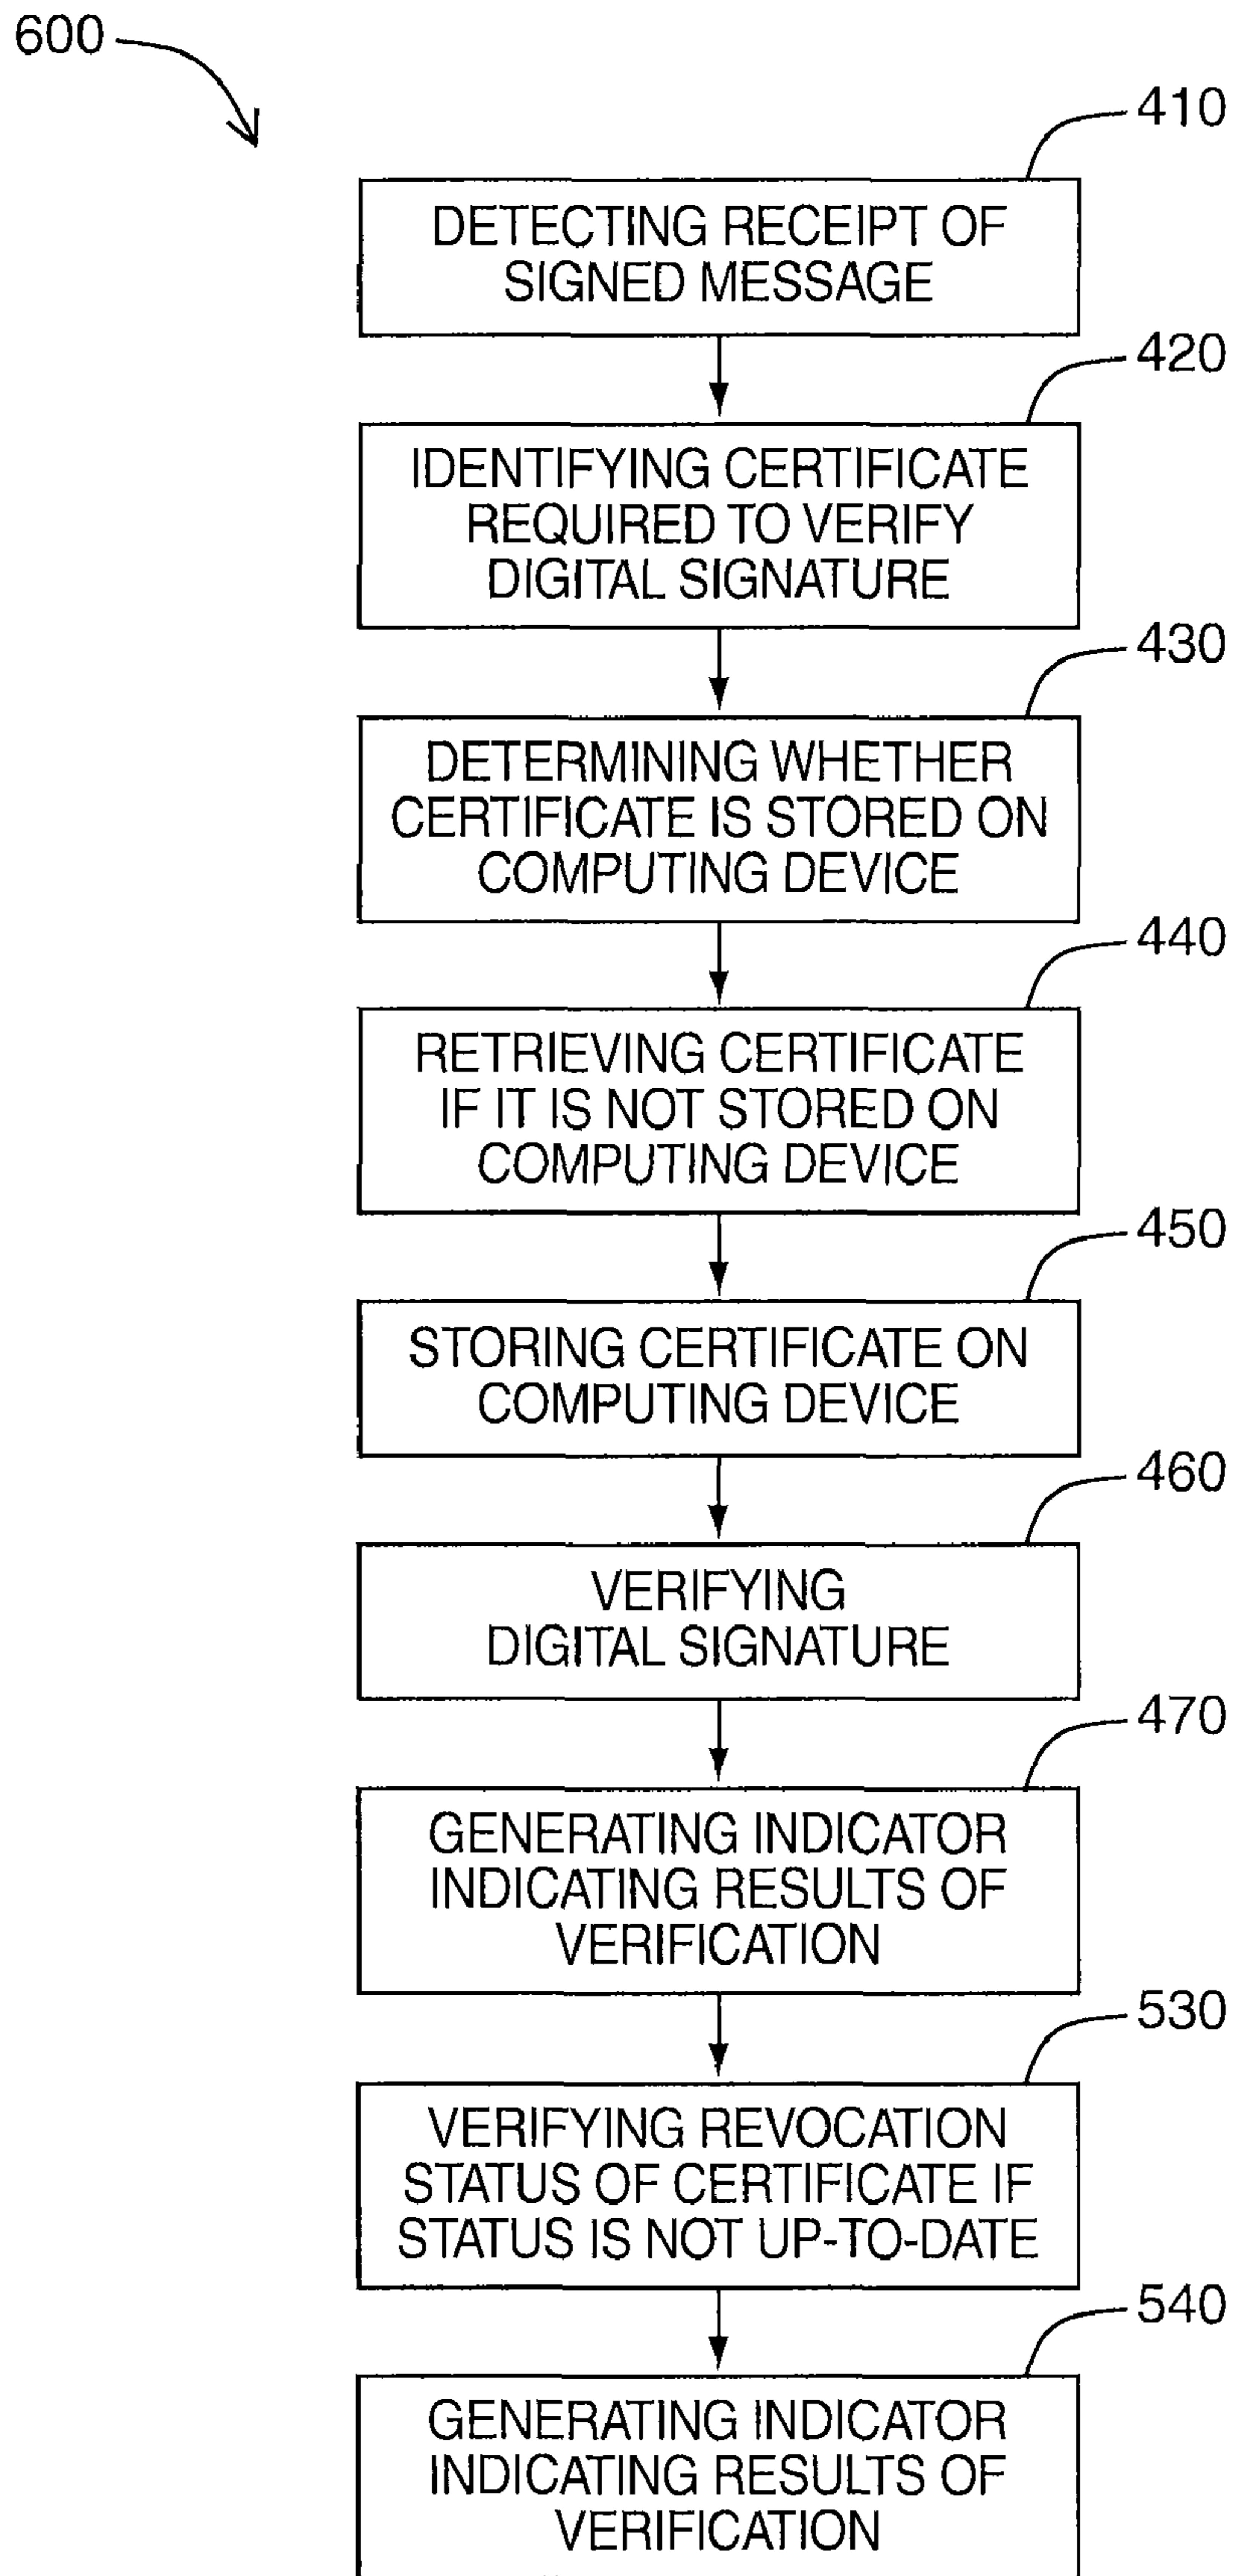 600
410
DETECTING RECEIPT OF
SIGNED MESSAGE
420
IDENTIFYING CERTIFICATE
REQUIRED TO VERIFY
DIGITAL SIGNATURE
430
DETERMINING WHETHER
CERTIFICATE IS STORED ON
COMPUTING DEVICE
440
RETRIEVING CERTIFICATE
IF IT IS NOT STORED ON
COMPUTING DEVICE
450
STORING CERTIFICATE ON
COMPUTING DEVICE
460
VERIFYING
DIGITAL SIGNATURE
470
GENERATING INDICATOR
INDICATING RESULTS OF
VERIFICATION
530
VERIFYING REVOCATION
STATUS OF CERTIFICATE IF
STATUS IS NOT UP-TO-DATE
540
GENERATING INDICATOR
INDICATING RESULTS OF
VERIFICATION